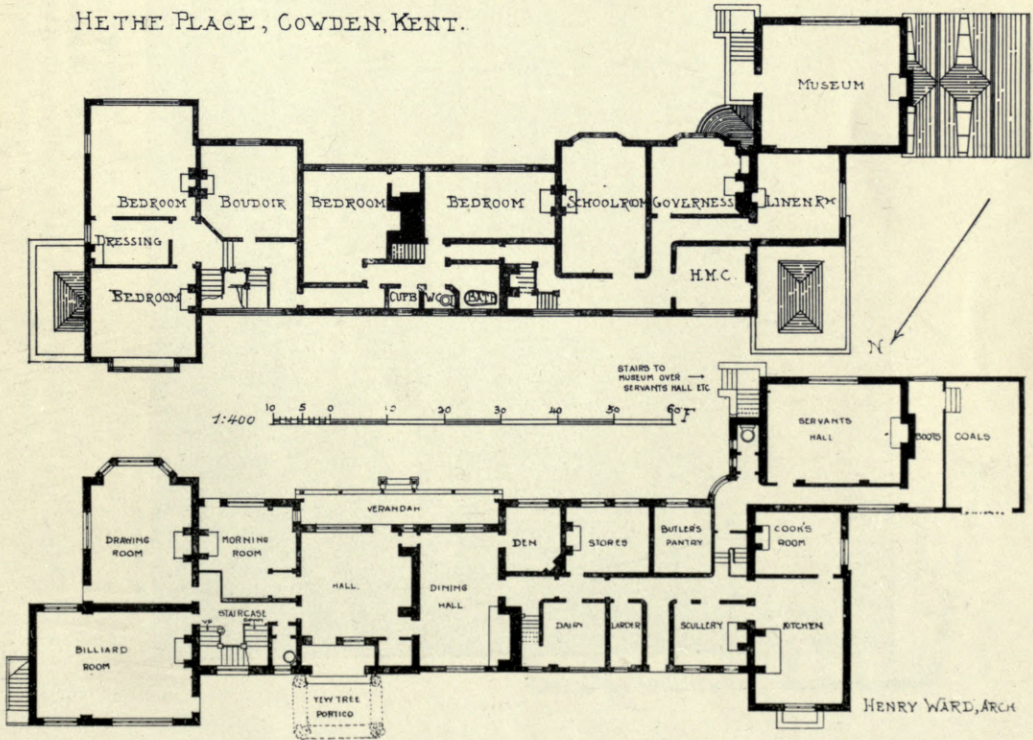 HETHE PLACE, COWDEN, KENT.
MUSEUM
BEDROOM
BOUDOIR
BEDROOM
BEDROOM
SCHOOLROOM
GOVERNESS
LINEN RM
DRESSING
BEDROOM
CUPB
WC
BATH
H.M.C.
N
STAIRS TO
MUSEUM OVER
SERVANTS HALL ETC
1:400
10 5 0 10 20 30 40 50 60 F
SERVANTS
HALL
BOOTS
COALS
VERANDAH
DRAWING
ROOM
MORNING
ROOM
HALL.
DINING
HALL
DEN
STORES
BUTLER'S
PANTRY
COOK'S
ROOM
STAIRCASE
UP
DOWN
BILLIARD
ROOM
DAIRY
LARDER
SCULLERY
KITCHEN
YEW TREE
PORTICO
HENRY WARD, ARCH